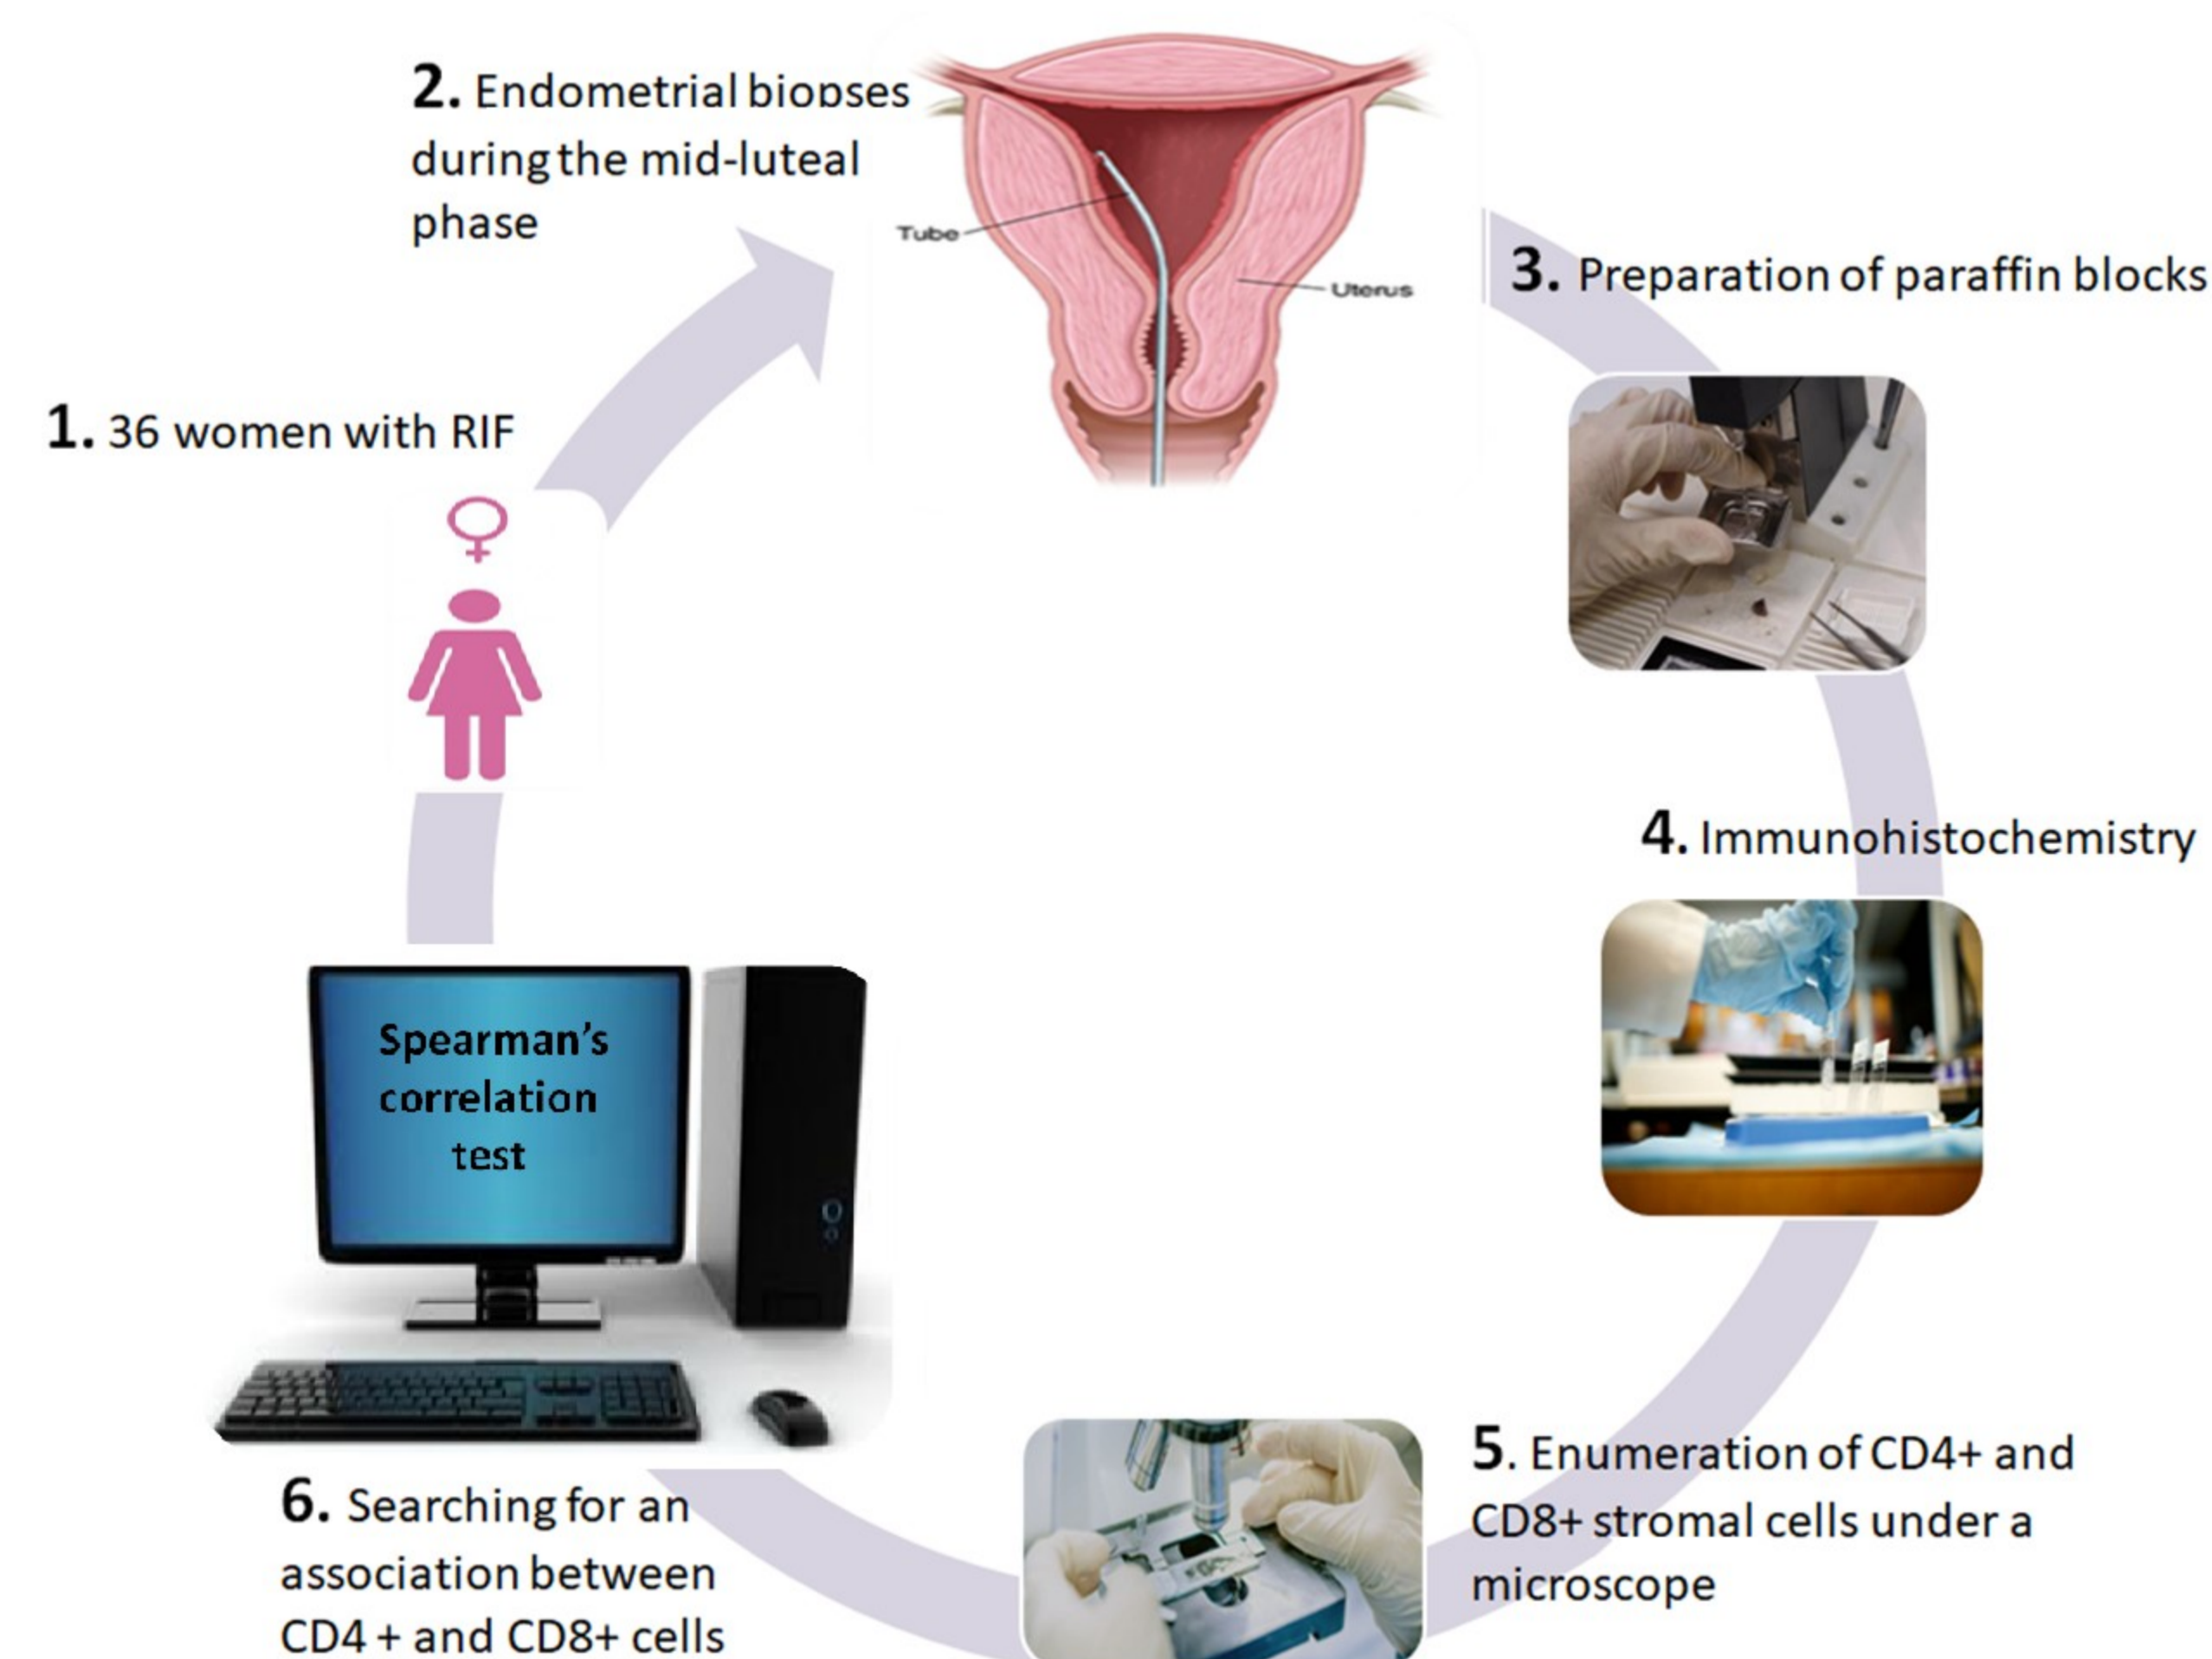 1. 36 women with RIF
2. Endometrial biopses
during the mid-luteal
phase
Tube
Uterus
3. Preparation of paraffin blocks
4. Immunohistochemistry
5. Enumeration of CD4+ and
CD8+ stromal cells under a
microscope
Spearman's
correlation
test
6. Searching for an
association between
CD4 + and CD8+ cells